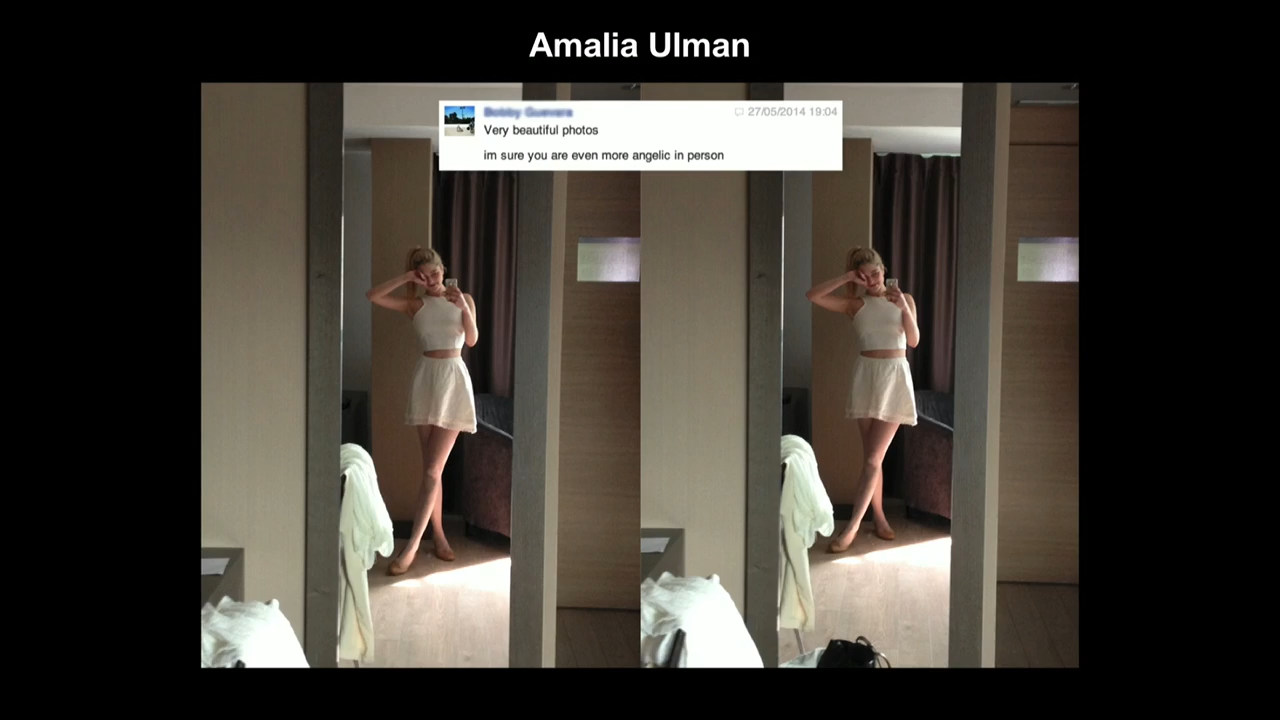 Amalia Ulman
27/05/2014 19:04
Very beautiful photos
im sure you are even more angelic in person